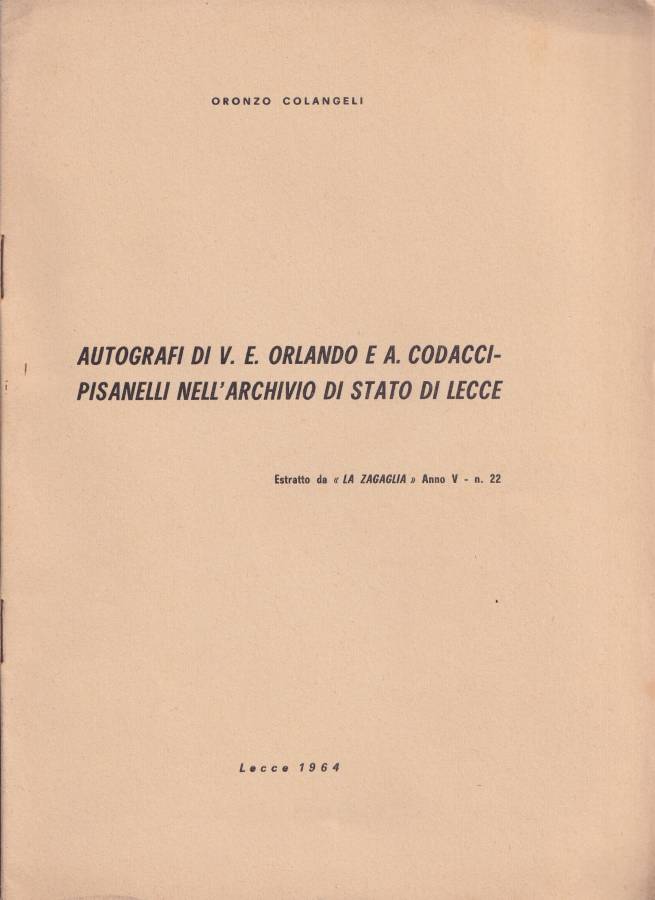 ORONZO COLANGELI
AUTOGRAFI DI V. E. ORLANDO E A. CODACCI-
PISANELLI NELL'ARCHIVIO DI STATO DI LECCE
Estratto da « LA ZAGAGLIA » Anno V - n. 22
Lecce 1964